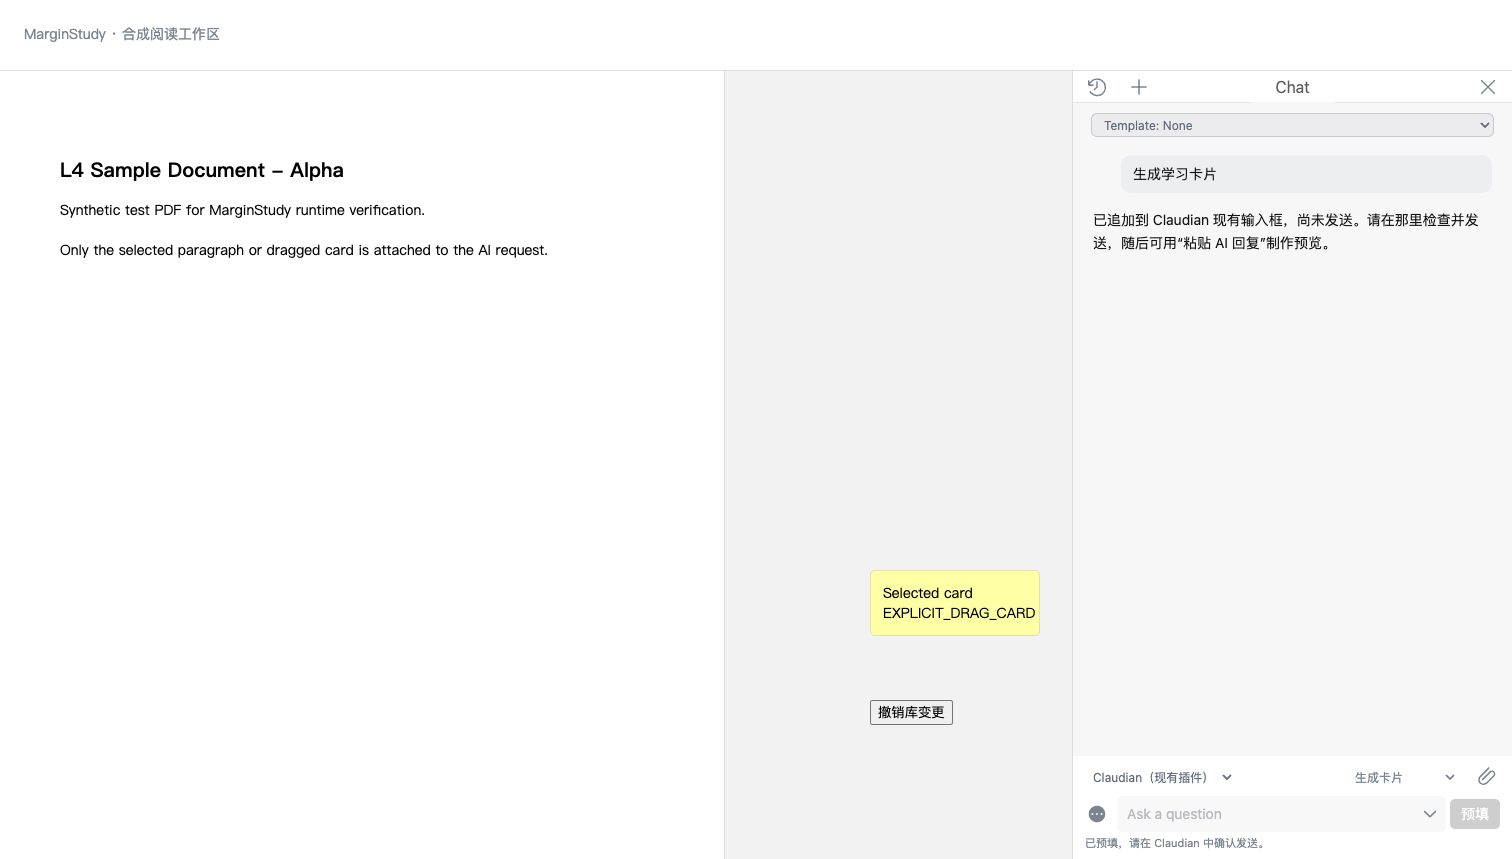 MarginStudy · 合成阅读工作区
L4 Sample Document – Alpha
Synthetic test PDF for MarginStudy runtime verification.
Only the selected paragraph or dragged card is attached to the AI request.
Selected card
EXPLICIT_DRAG_CARD
撤销库变更
Chat
Template: None
生成学习卡片
已追加到 Claudian 现有输入框，尚未发送。请在那里检查并发
送，随后可用“粘贴 AI 回复”制作预览。
Claudian（现有插件）
生成卡片
Ask a question
预填
已预填，请在 Claudian 中确认发送。